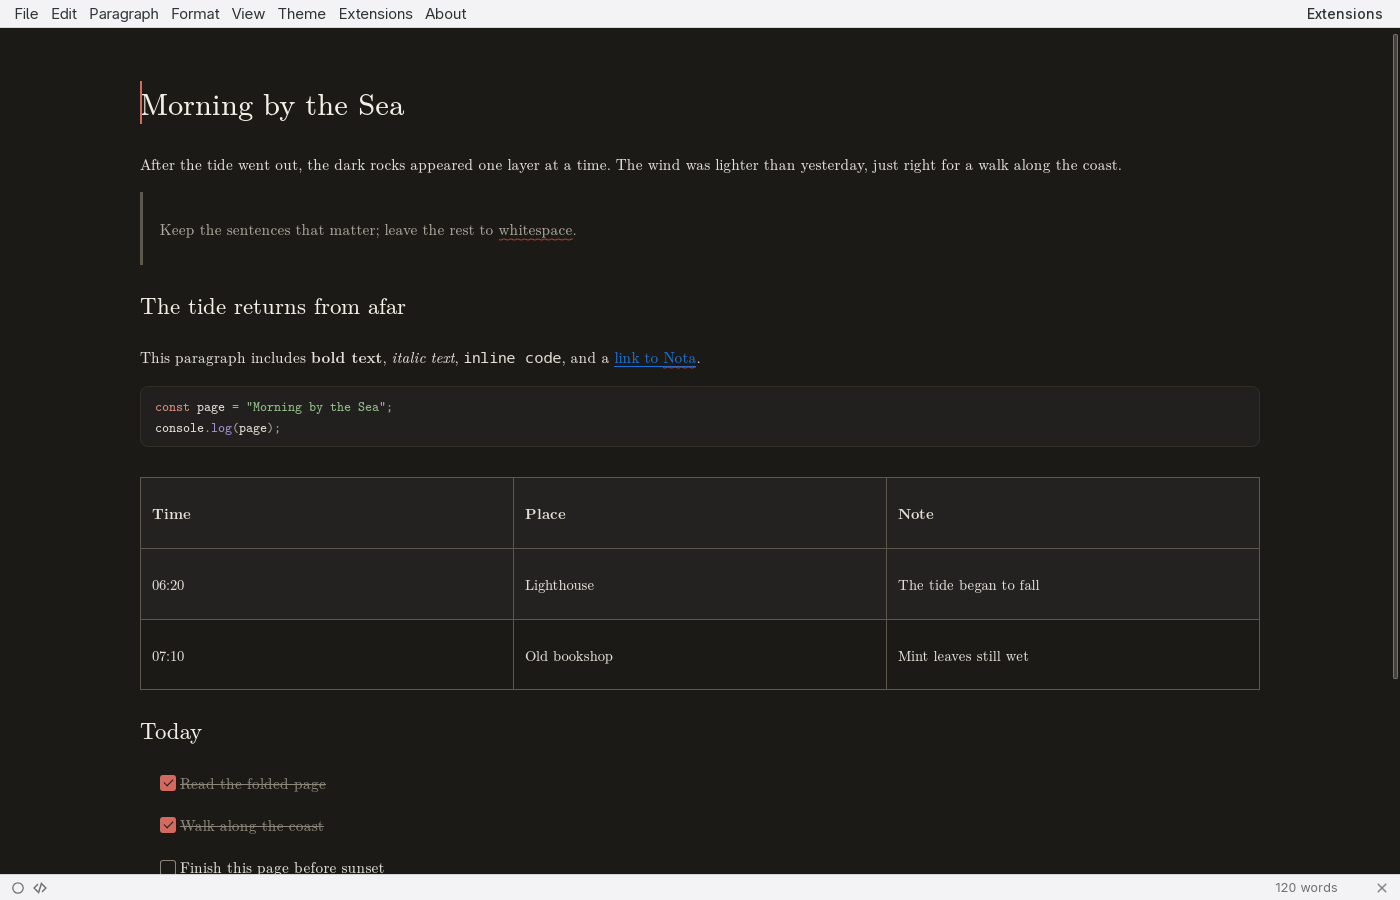 File Edit Paragraph Format View Theme Extensions About Extensions
Morning by the Sea
After the tide went out, the dark rocks appeared one layer at a time. The wind was lighter than yesterday, just right for a walk along the coast.
Keep the sentences that matter; leave the rest to whitespace.
The tide returns from afar
This paragraph includes bold text, italic text, inline code, and a link to Nota.
const page = "Morning by the Sea";
console.log(page);
Time Place Note
06:20 Lighthouse The tide began to fall
07:10 Old bookshop Mint leaves still wet
Today
Read the folded page
Walk along the coast
Finish this page before sunset
120 words